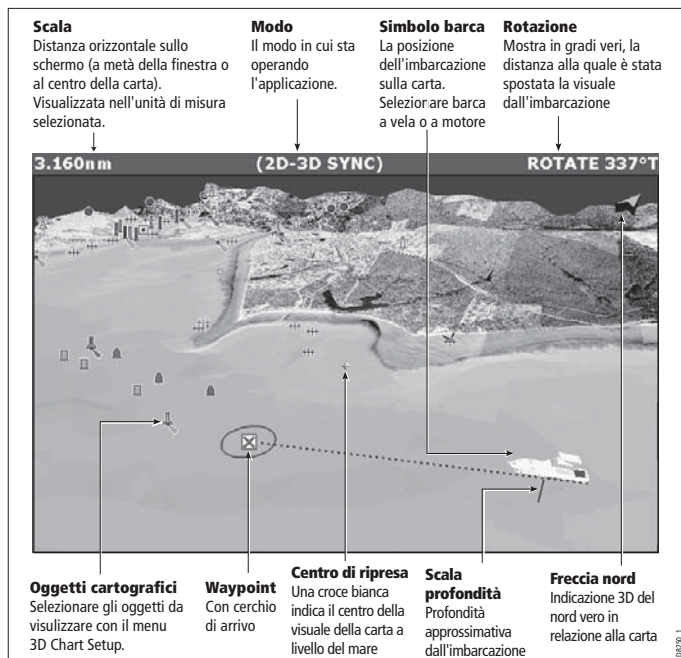 Scala
Distanza orizzontale sullo
schermo (a metà della finestra o
al centro della carta).
Visualizzata nell'unità di misura
selezionata.
Modo
Il modo in cui sta
operando
l'applicazione.
Simbolo barca
La posizione
dell'imbarcazione
sulla carta.
Selezionare barca
a vela o a motore
Rotazione
Mostra in gradi veri, la
distanza alla quale è stata
spostata la visuale
dall'imbarcazione
3.160nm
(2D-3D SYNC)
ROTATE 337°T
Oggetti cartografici
Selezionare gli oggetti da
visulizzare con il menu
3D Chart Setup.
Waypoint
Con cerchio
di arrivo
Centro di ripresa
Una croce bianca
indica il centro della
visuale della carta a
livello del mare
Scala
profondità
Profondità
approssimativa
dall'imbarcazione
Freccia nord
Indicazione 3D del
nord vero in
relazione alla carta
D8250_1